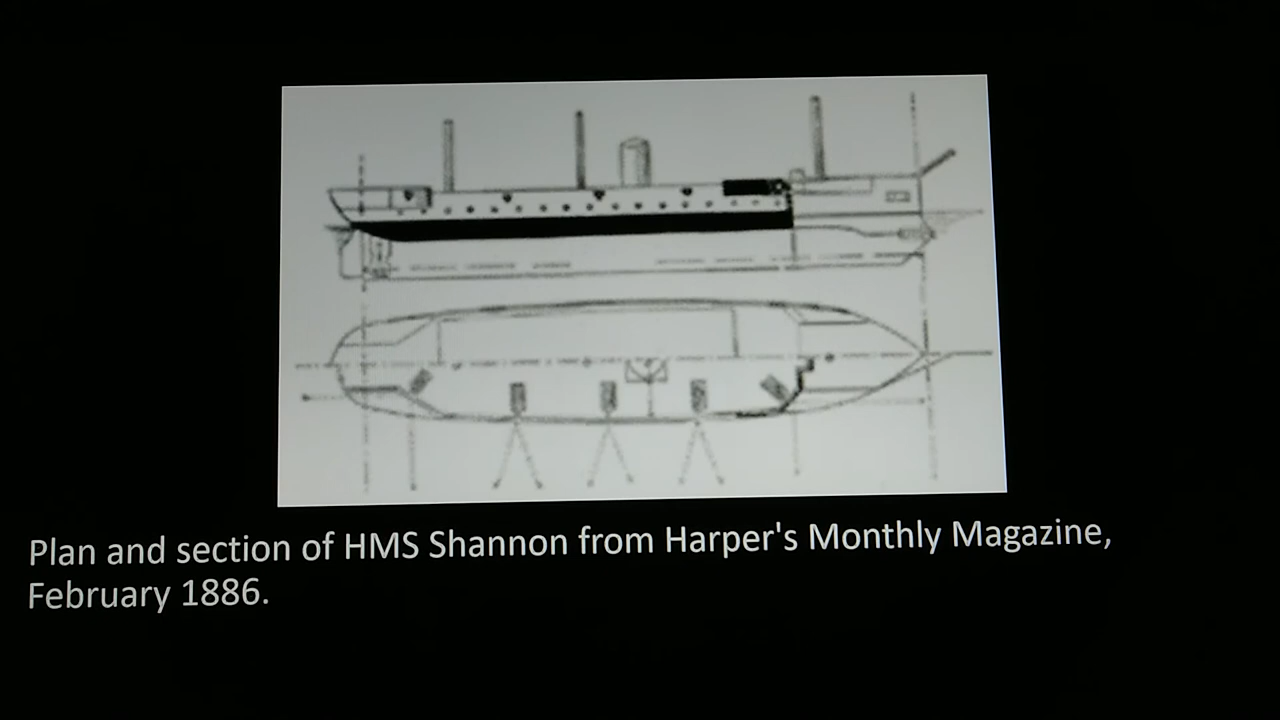 Plan and section of HMS Shannon from Harper's Monthly Magazine,
February 1886.